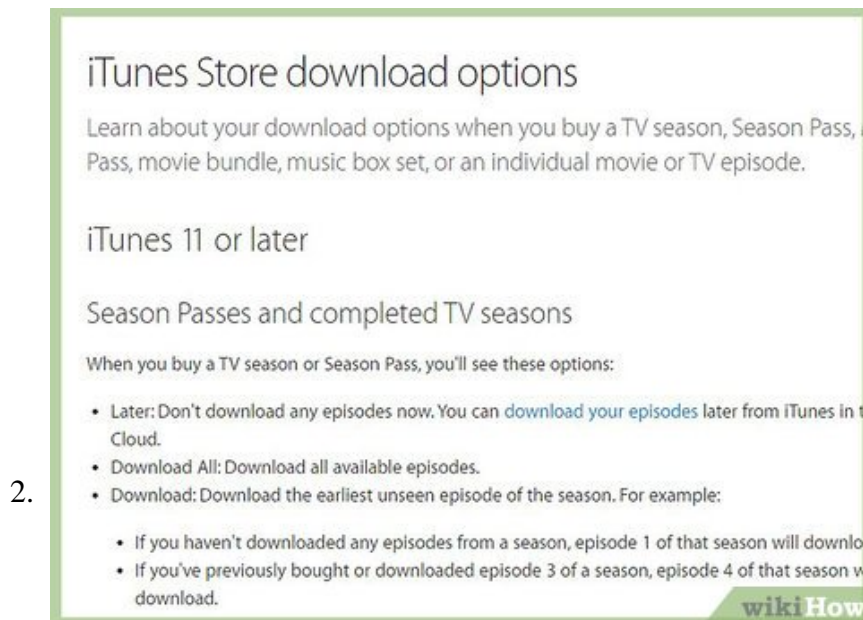 iTunes Store download options
Learn about your download options when you buy a TV season, Season Pass,
Pass, movie bundle, music box set, or an individual movie or TV episode.
iTunes 11 or later
Season Passes and completed TV seasons
When you buy a TV season or Season Pass, you'll see these options:
• Later: Don't download any episodes now. You can download your episodes later from iTunes in
Cloud.
• Download All: Download all available episodes.
2.
• Download: Download the earliest unseen episode of the season. For example:
• If you haven't downloaded any episodes from a season, episode 1 of that season will
• If you've previously bought or downloaded episode 3 of a season, episode 4 of that season
download.
wikiHow